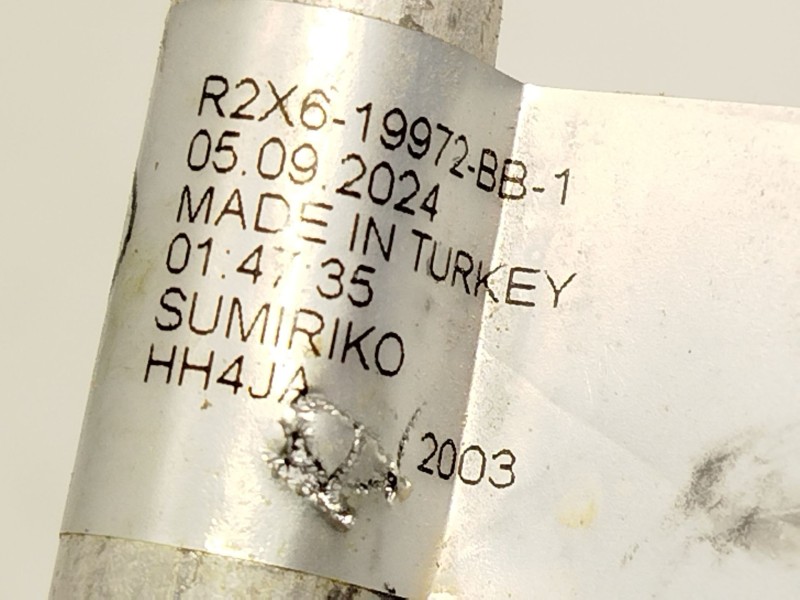 R2X6-19972-BB-1
05.09.2024
MADE IN TURKEY
01:47:35
SUMIRIKO
HH4JA
/2003